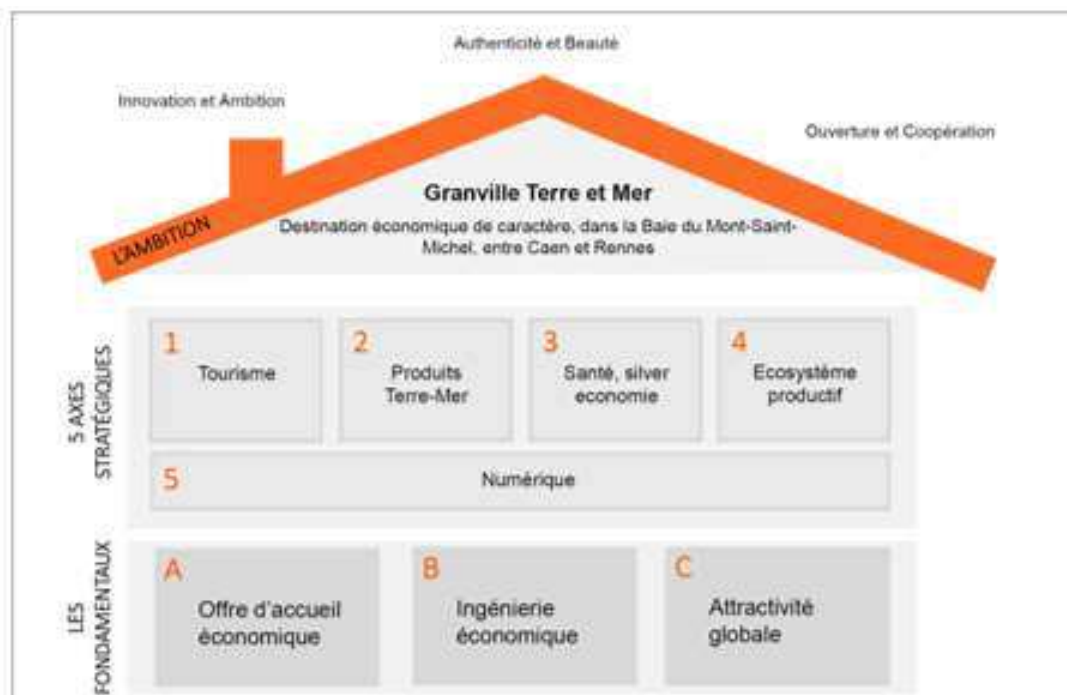 Authenticité et Beauté
Innovation et Ambition
Ouverture et Coopération
L'AMBITION
Granville Terre et Mer
Destination économique de caractère, dans la Baie du Mont-Saint-
Michel, entre Caen et Rennes
5 AXES
STRATÉGIQUES
1
Tourisme
2
Produits
Terre-Mer
3
Santé, silver
economie
4
Ecosystème
productif
5
Numérique
LES
FONDAMENTAUX
A
Offre d'accueil
économique
B
Ingénierie
économique
C
Attractivité
globale